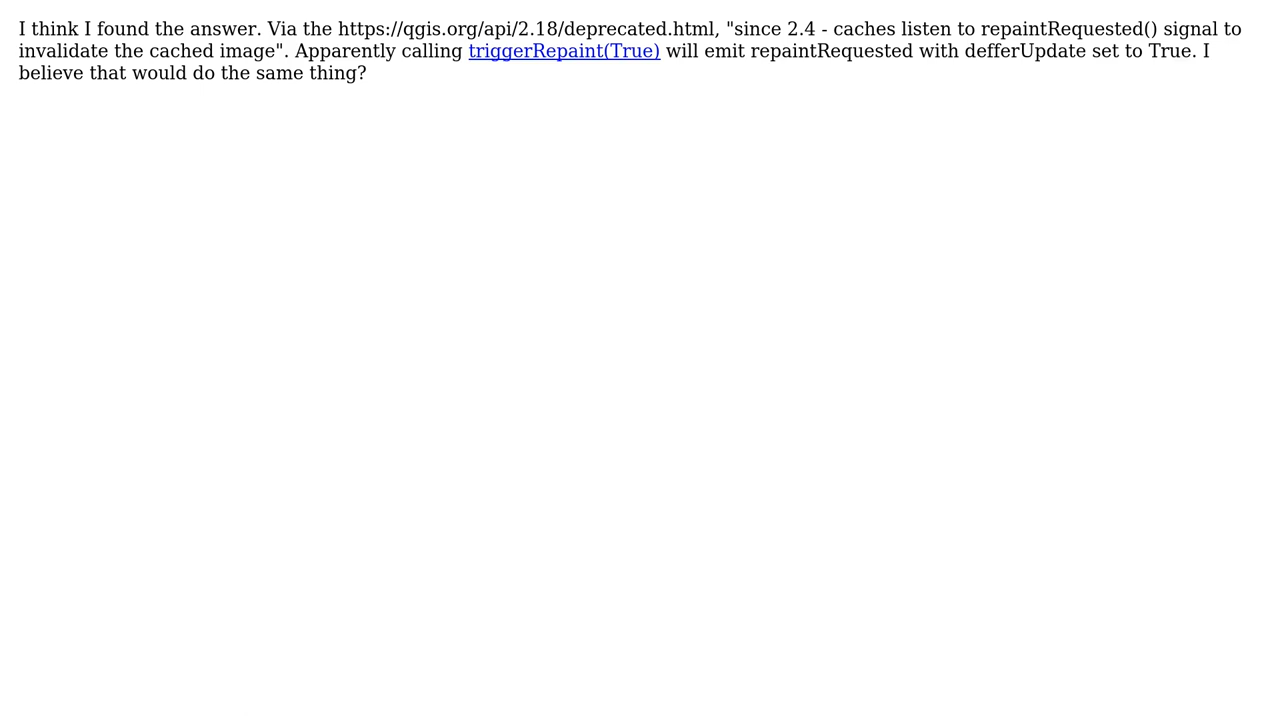 I think I found the answer. Via the https://qgis.org/api/2.18/deprecated.html, "since 2.4 - caches listen to repaintRequested() signal to
invalidate the cached image". Apparently calling triggerRepaint(True) will emit repaintRequested with defferUpdate set to True. I
believe that would do the same thing?